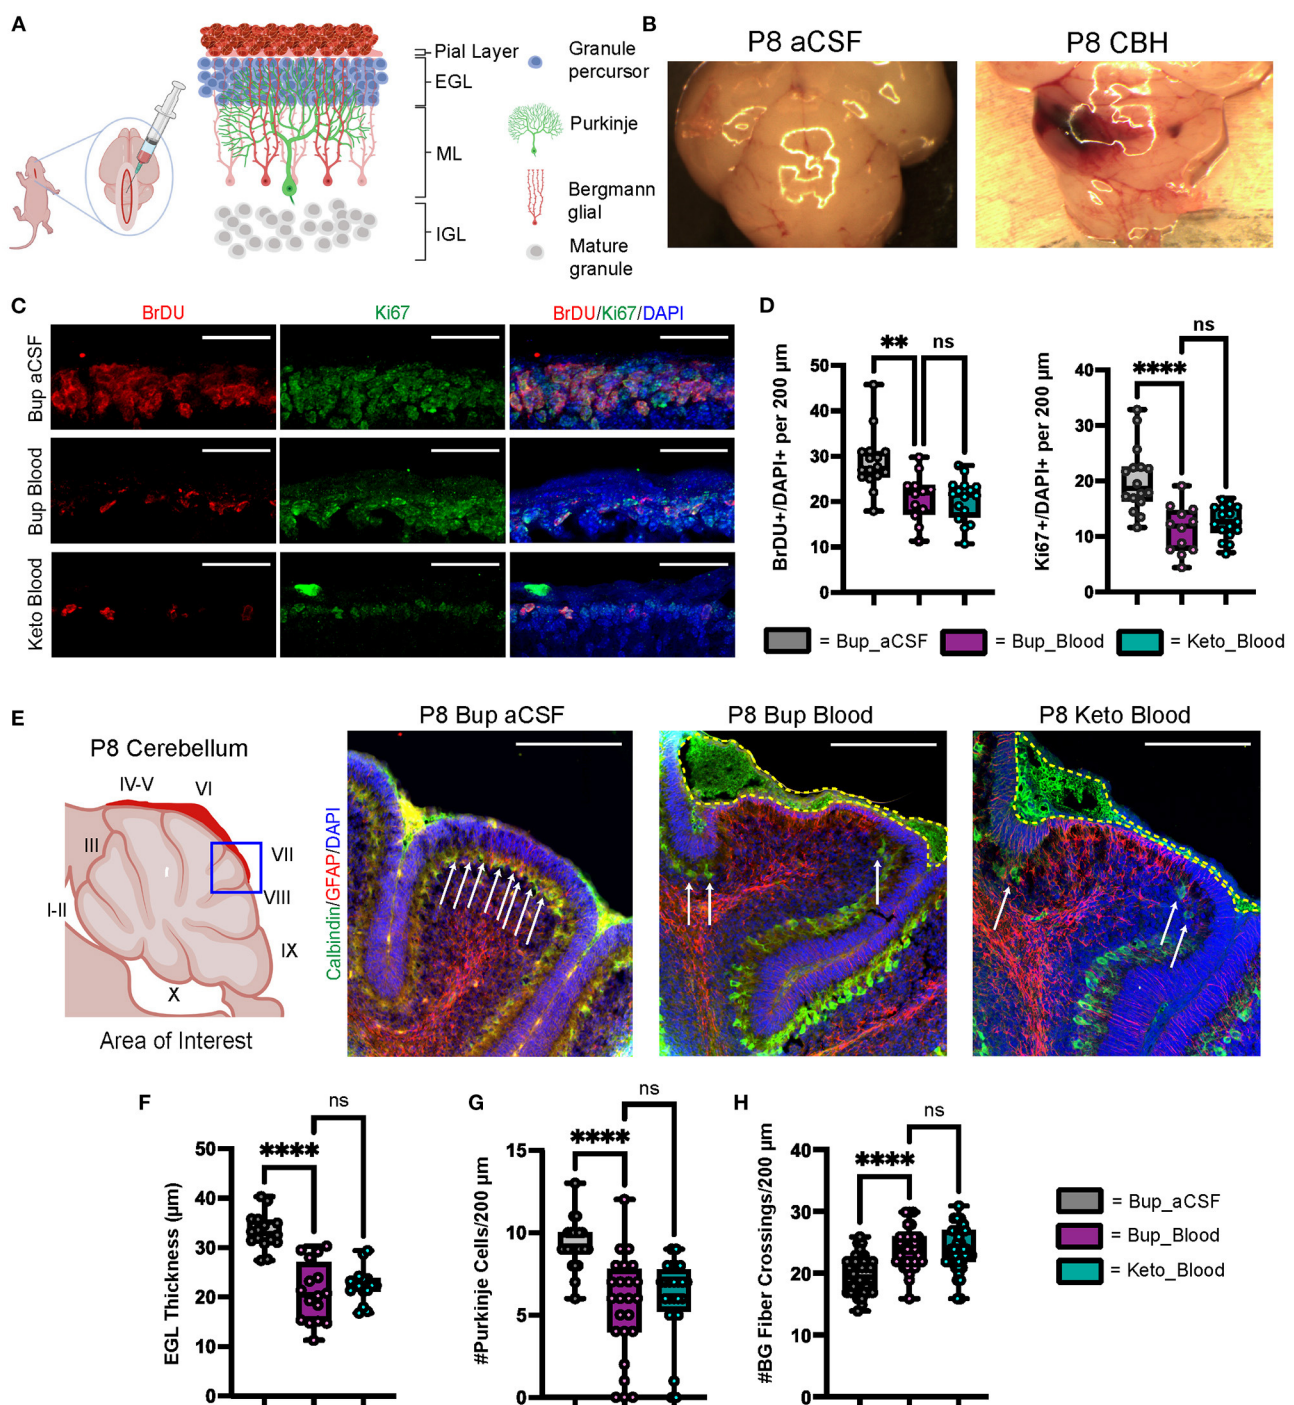 A
Pial Layer
EGL
ML
IGL
Granule
percursor
Purkinje
Bergmann
glial
Mature
granule
B
P8 aCSF
P8 CBH
C
BrDU
Ki67
BrDU/Ki67/DAPI
Bup aCSF
Bup Blood
Keto Blood
D
BrDU+/DAPI+ per 200 µm
50
40
30
20
10
0
**
ns
Ki67+/DAPI+ per 200 µm
40
30
20
10
0
****
ns
= Bup_aCSF
= Bup_Blood
= Keto_Blood
E
P8 Cerebellum
IV-V
VI
III
VII
VIII
I-II
IX
X
Area of Interest
Calbindin/GFAP/DAPI
P8 Bup aCSF
P8 Bup Blood
P8 Keto Blood
F
EGL Thickness (µm)
50
40
30
20
10
0
****
ns
G
#Purkinje Cells/200 µm
15
10
5
0
****
ns
H
#BG Fiber Crossings/200 µm
40
30
20
10
0
****
ns
= Bup_aCSF
= Bup_Blood
= Keto_Blood